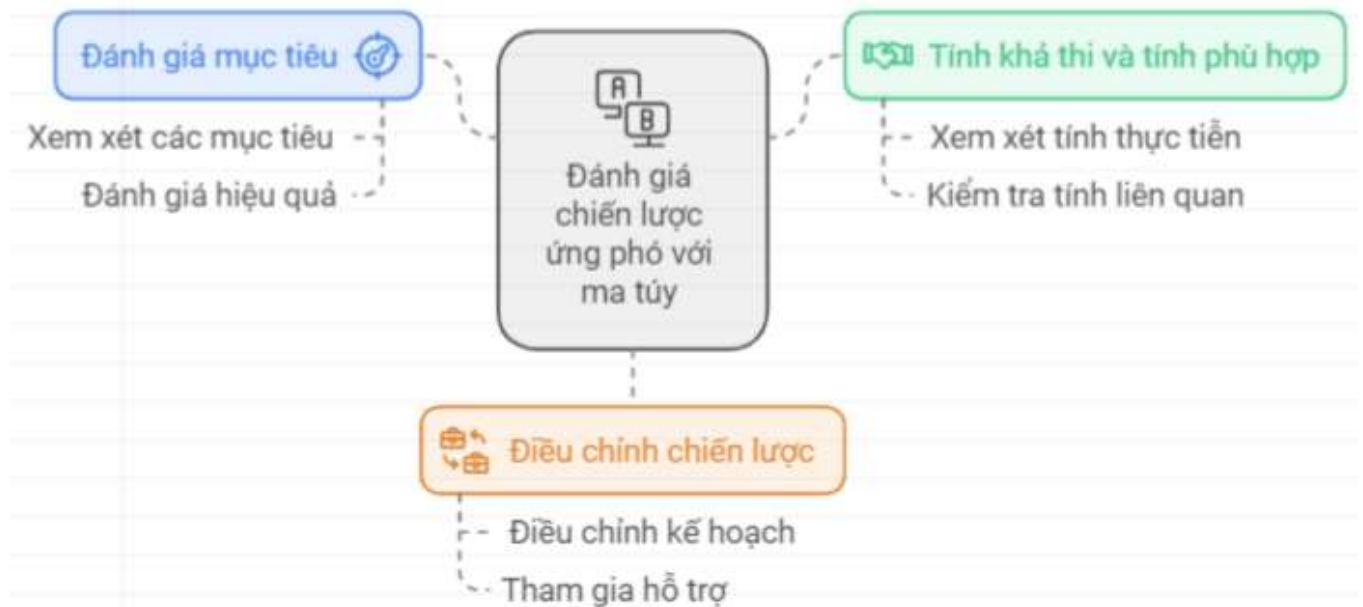 Đánh giá mục tiêu
Xem xét các mục tiêu
Đánh giá hiệu quả
A
B
Đánh giá
chiến lược
ứng phó với
ma túy
Tính khả thi và tính phù hợp
Xem xét tính thực tiễn
Kiểm tra tính liên quan
Điều chỉnh chiến lược
Điều chỉnh kế hoạch
Tham gia hỗ trợ